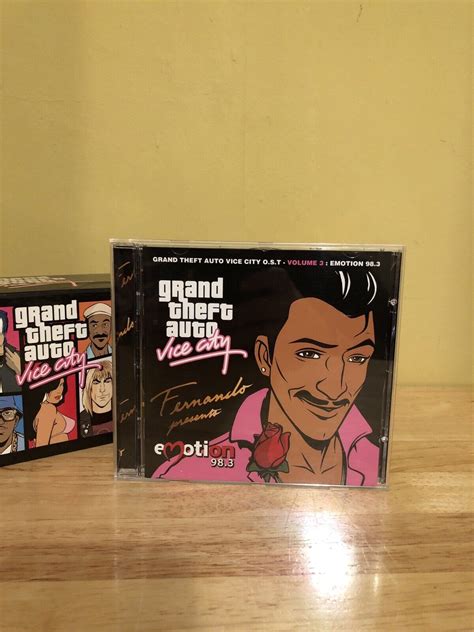 GRAND THEFT AUTO VICE CITY O.S.T - VOLUME 3 : EMOTION 98.3
grand
theft
auto
Vice City
Fernando
presents
emotion
98.3
grand
theft
auto
Vice City